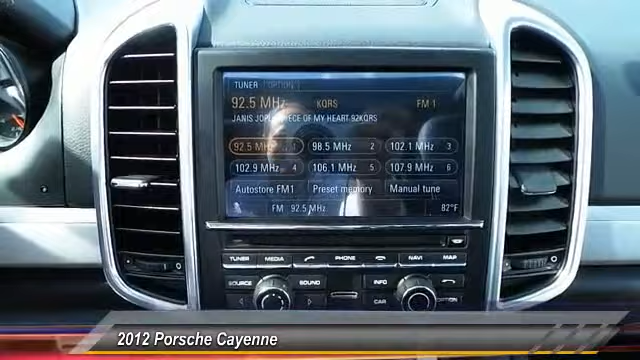 TUNER OPTION
92.5 MHz KQRS FM 1
JANIS JOPLIN PIECE OF MY HEART 92KQRS
92.5 MHz 1 98.5 MHz 2 102.1 MHz 3
102.9 MHz 4 106.1 MHz 5 107.9 MHz 6
Autostore FM1 Preset memory Manual tune
FM 92.5 MHz 82°F
TUNER MEDIA PHONE NAVI MAP
SOURCE SOUND INFO
CAR OPTION
2012 Porsche Cayenne